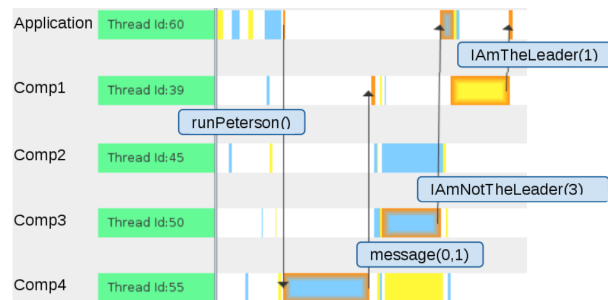 Application Thread Id:60
IAmTheLeader(1)
Comp1 Thread Id:39
runPeterson()
Comp2 Thread Id:45
IAmNotTheLeader(3)
Comp3 Thread Id:50
message(0,1)
Comp4 Thread Id:55